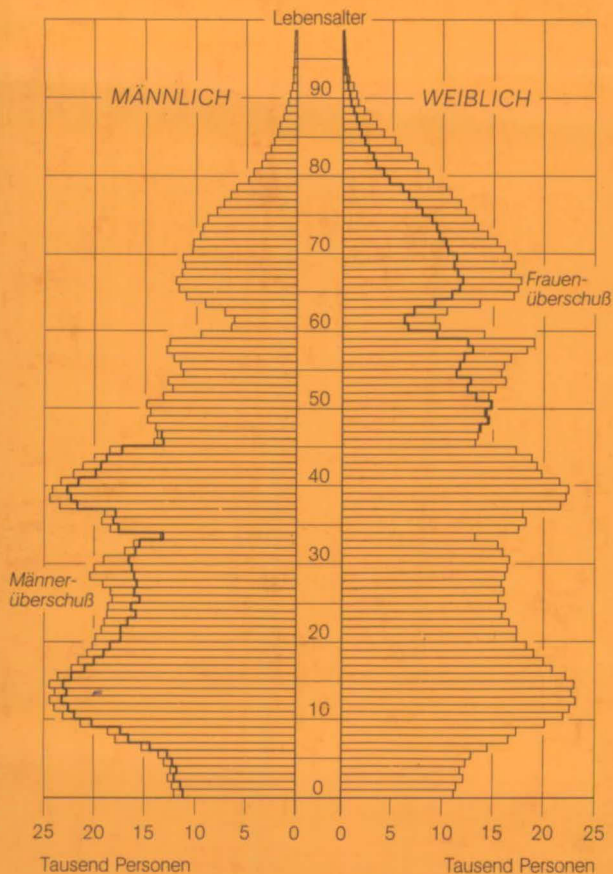 Lebensalter
MÄNNLICH
WEIBLICH
90
80
70
Frauen-
überschuß
60
50
40
30
Männer-
überschuß
20
10
0
25 20 15 10 5 0 0 5 10 15 20 25
Tausend Personen Tausend Personen